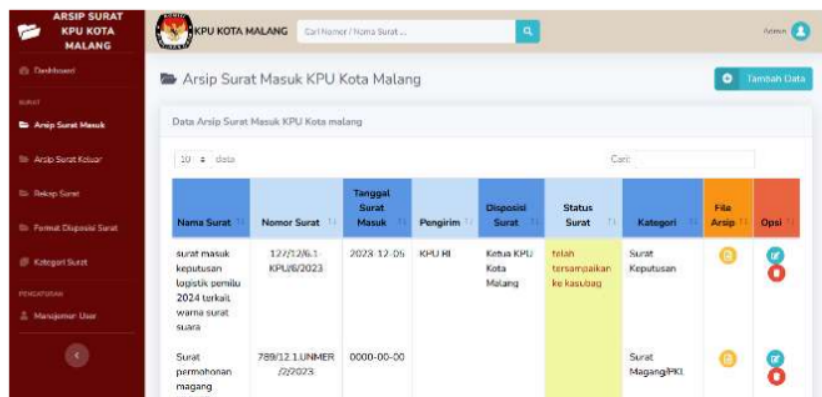 ARSIP SURAT
KPU KOTA
MALANG
Dashboard
SURAT
Arsip Surat Masuk
Arsip Surat Keluar
Rekap Surat
Format Disposisi Surat
Kategori Surat
PENGATURAN
Manajemen User
KPU KOTA MALANG
Cari Nomor / Nama Surat ...
Admin
Arsip Surat Masuk KPU Kota Malang
Tambah Data
Data Arsip Surat Masuk KPU Kota malang
10 data
Cari:
Nama Surat
Nomor Surat
Tanggal
Surat
Masuk
Pengirim
Disposisi
Surat
Status
Surat
Kategori
File
Arsip
Opsi
surat masuk
keputusan
logistik pemilu
2024 terkait
warna surat
suara
127/12/6.1-
KPU/6/2023
2023-12-05
KPU RI
Ketua KPU
Kota
Malang
telah
tersampaikan
ke kasubag
Surat
Keputusan
Surat
permohonan
magang
789/12.1.UNMER
/2/2023
0000-00-00
Surat
Magang/PKL